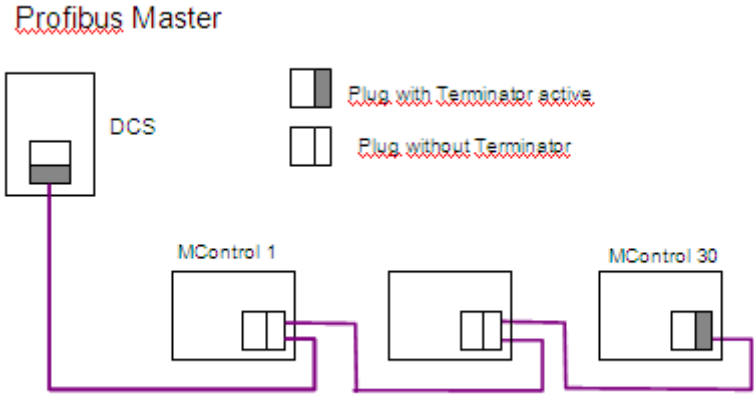 Profibus Master
Plug with Terminator active
DCS
Plug without Terminator
MControl 1
MControl 30